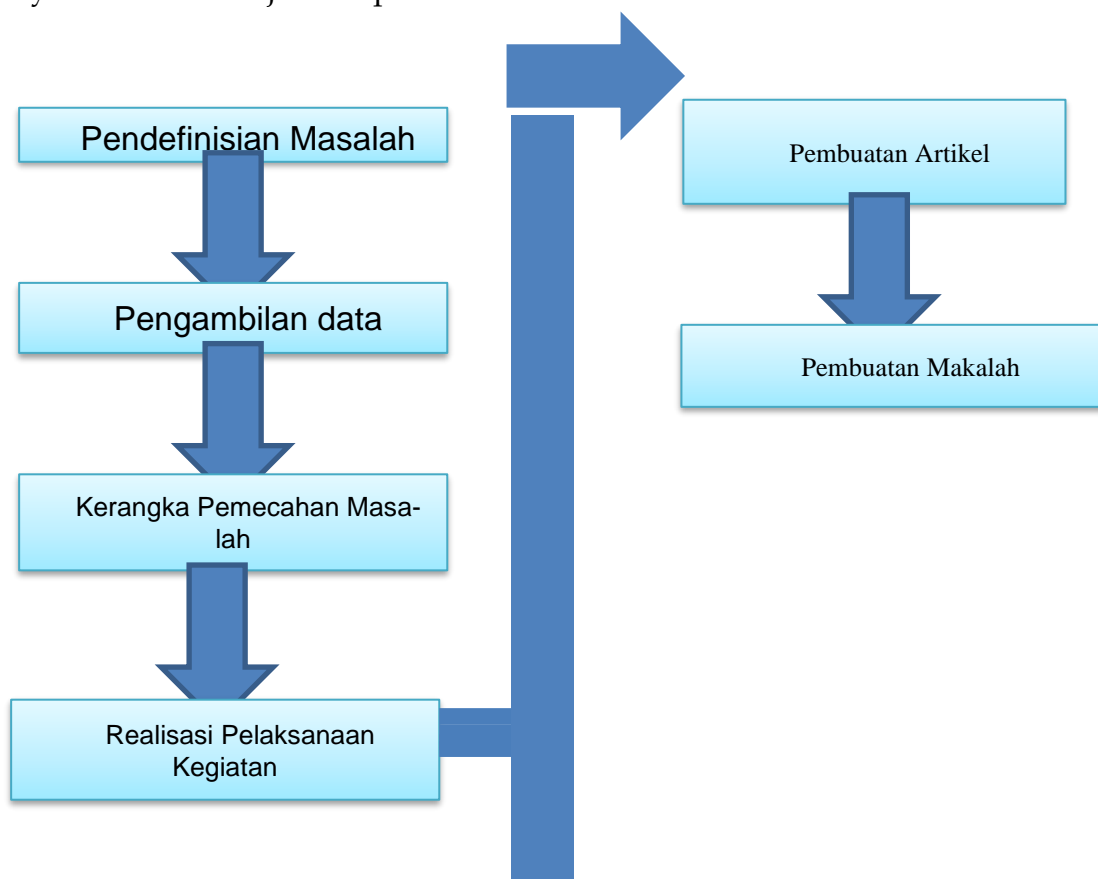 Pendefinisian Masalah
Pengambilan data
Kerangka Pemecahan Masa-
lah
Realisasi Pelaksanaan
Kegiatan
Pembuatan Artikel
Pembuatan Makalah